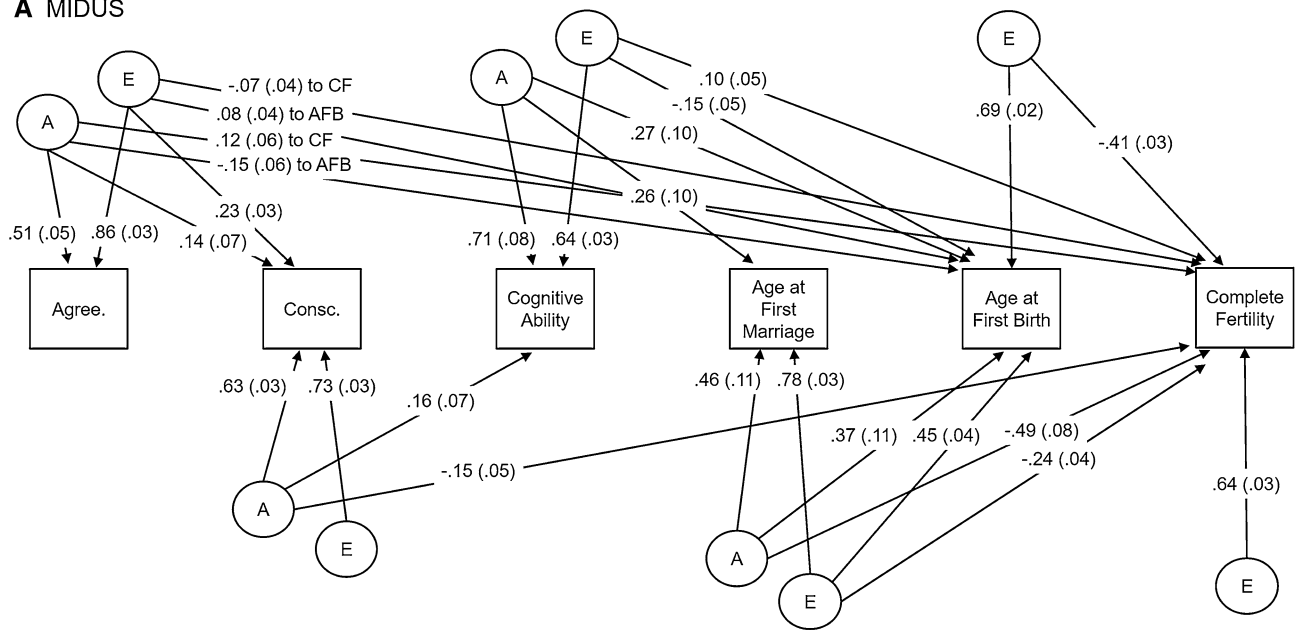 A MIDUS
E
E
E
A
A
-.07 (.04) to CF
.08 (.04) to AFB
.12 (.06) to CF
-.15 (.06) to AFB
.10 (.05)
-.15 (.05)
.27 (.10)
.26 (.10)
.69 (.02)
-.41 (.03)
.51 (.05)
.86 (.03)
.23 (.03)
.14 (.07)
.71 (.08)
.64 (.03)
Agree.
Consc.
Cognitive
Ability
Age at
First
Marriage
Age at
First Birth
Complete
Fertility
.63 (.03)
.73 (.03)
.16 (.07)
-.15 (.05)
.46 (.11)
.78 (.03)
.37 (.11)
.45 (.04)
-.49 (.08)
-.24 (.04)
.64 (.03)
A
E
A
E
E